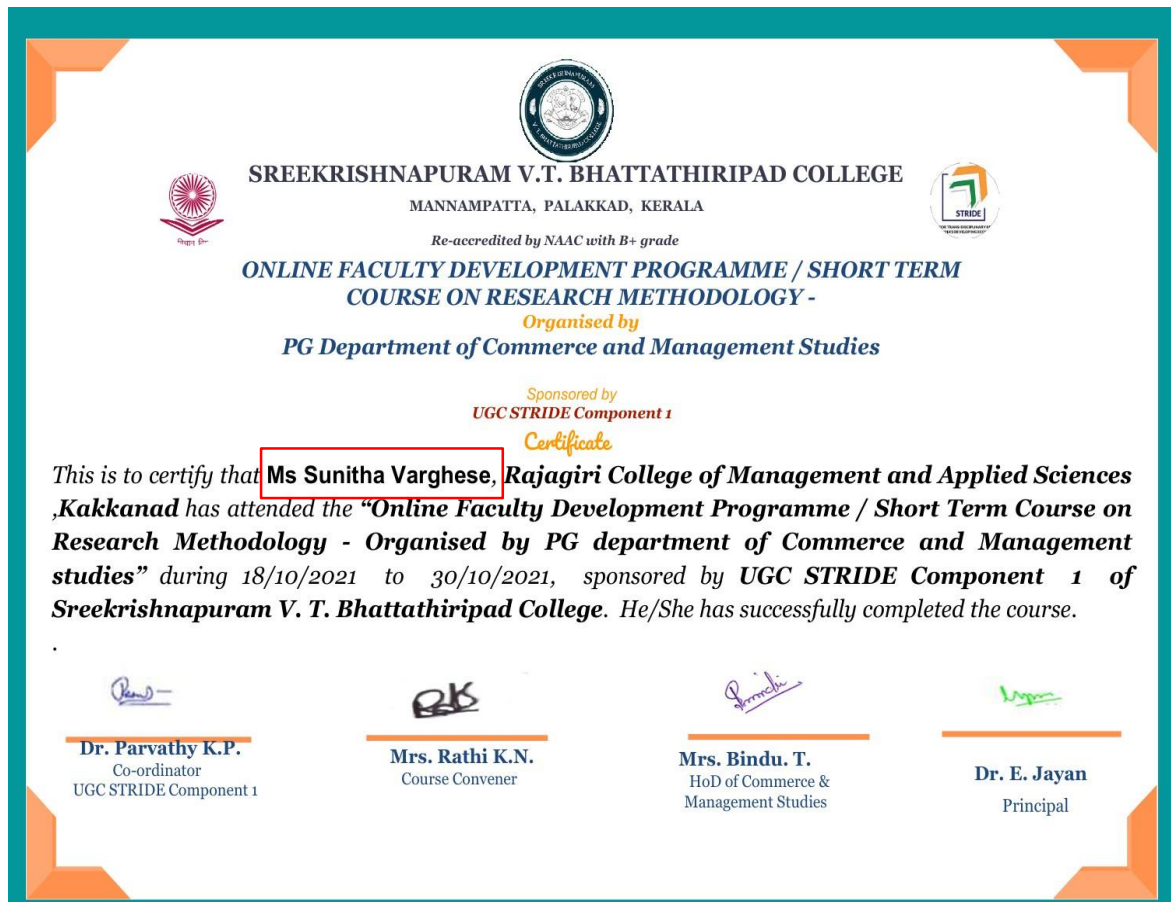 SREEKRISHNAPURAM
V. T. BHATTATHIRIPAD COLLEGE
SREEKRISHNAPURAM V.T. BHATTATHIRIPAD COLLEGE
MANNAMPATTA, PALAKKAD, KERALA
STRIDE
Re-accredited by NAAC with B+ grade
ONLINE FACULTY DEVELOPMENT PROGRAMME / SHORT TERM
COURSE ON RESEARCH METHODOLOGY -
Organised by
PG Department of Commerce and Management Studies
Sponsored by
UGC STRIDE Component 1
Certificate
This is to certify that Ms Sunitha Varghese, Rajagiri College of Management and Applied Sciences
,Kakkanad has attended the “Online Faculty Development Programme / Short Term Course on
Research Methodology - Organised by PG department of Commerce and Management
studies” during 18/10/2021 to 30/10/2021, sponsored by UGC STRIDE Component 1 of
Sreekrishnapuram V. T. Bhattathiripad College. He/She has successfully completed the course.
.
Dr. Parvathy K.P.
Co-ordinator
UGC STRIDE Component 1
Mrs. Rathi K.N.
Course Convener
Mrs. Bindu. T.
HoD of Commerce &
Management Studies
Dr. E. Jayan
Principal